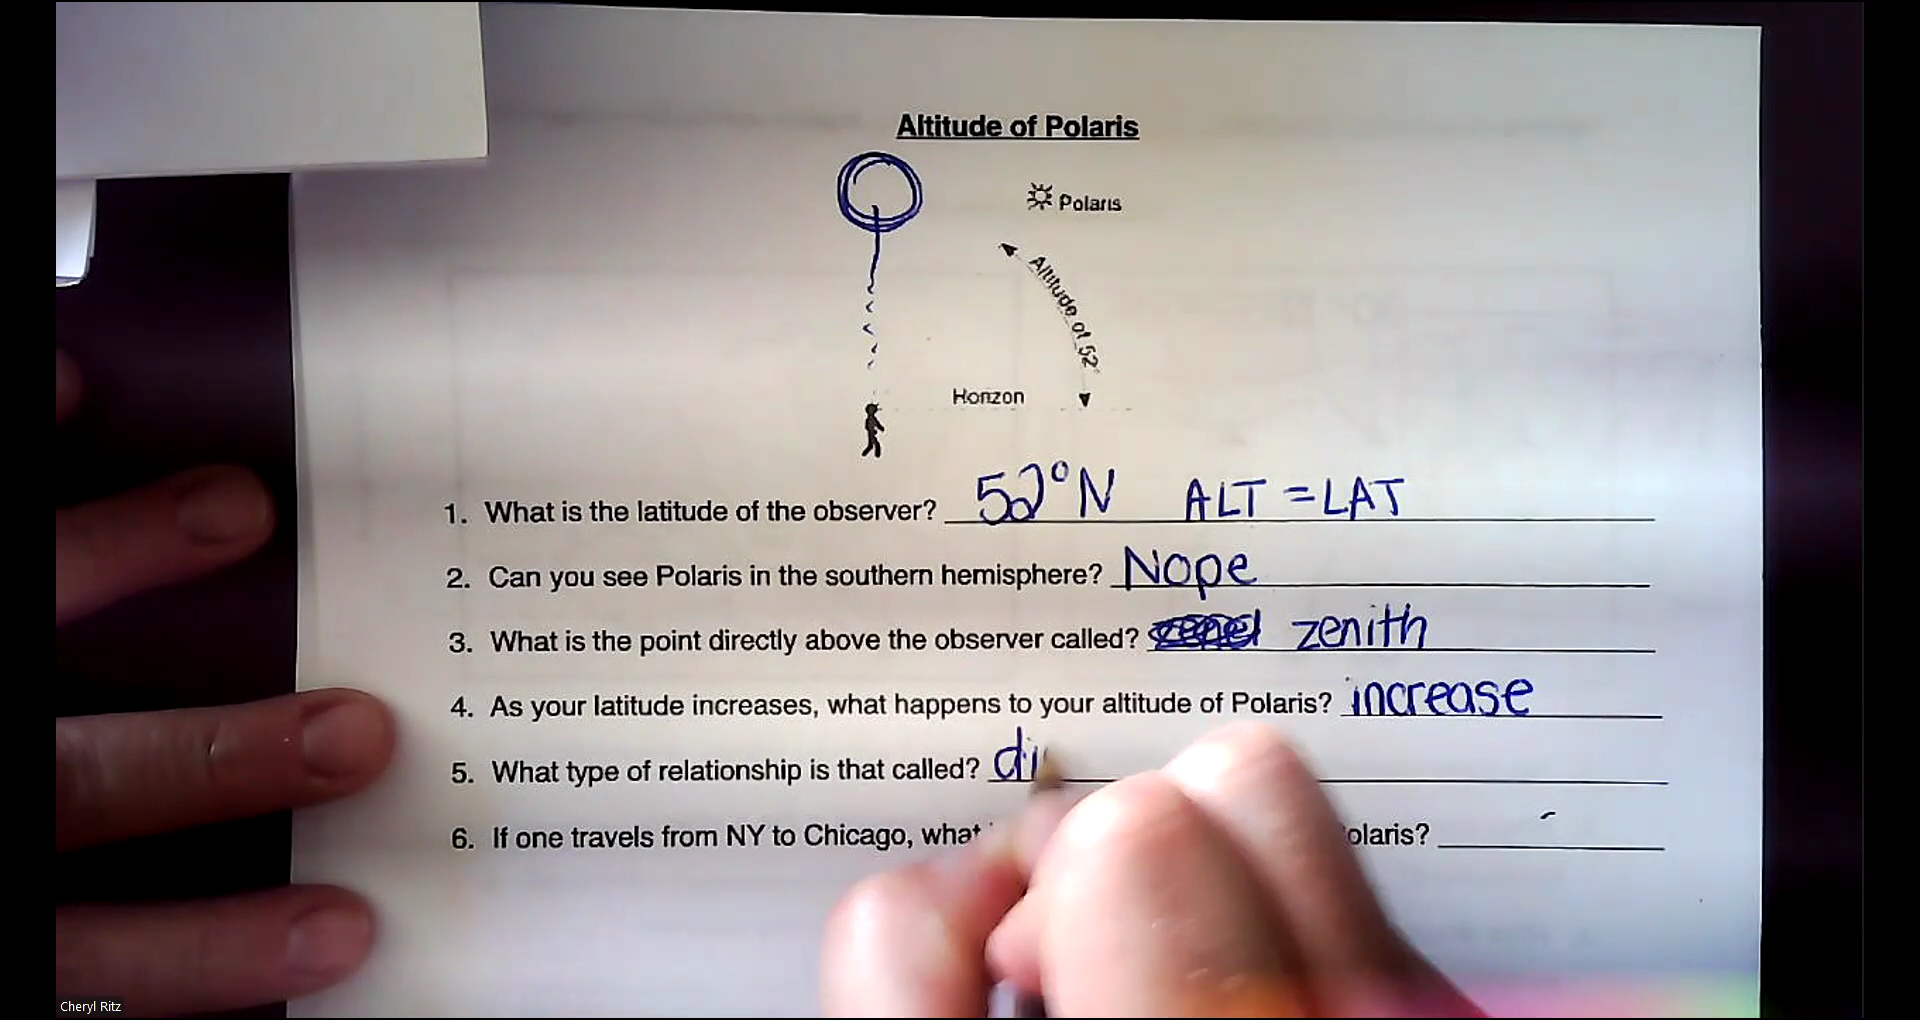 Altitude of Polaris
Polaris
Altitude of 52°
Horizon
1. What is the latitude of the observer? 52°N ALT = LAT
2. Can you see Polaris in the southern hemisphere? Nope
3. What is the point directly above the observer called? zenith
4. As your latitude increases, what happens to your altitude of Polaris? increase
5. What type of relationship is that called? di
6. If one travels from NY to Chicago, what olaris?
Cheryl Ritz